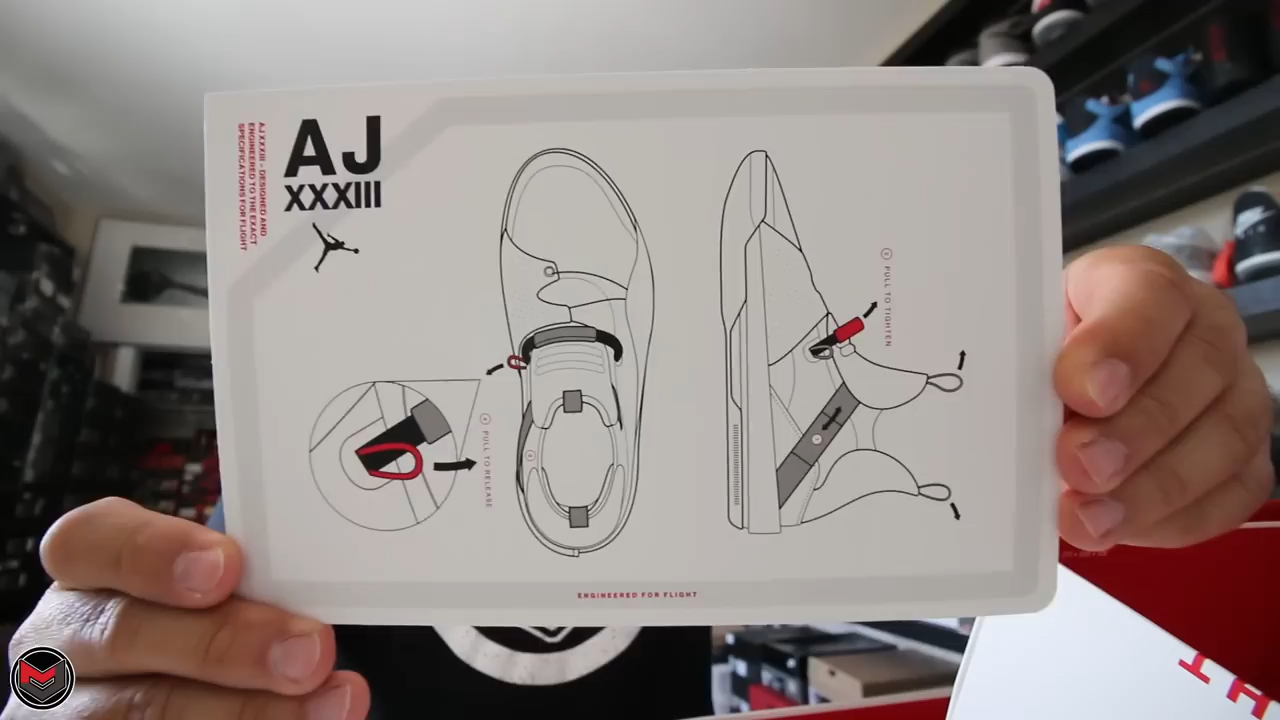 AJ
XXXIII
AJ XXXIII – DESIGNED AND
ENGINEERED TO THE EXACT
SPECIFICATIONS FOR FLIGHT
PULL TO TIGHTEN
PULL TO RELEASE
ENGINEERED FOR FLIGHT